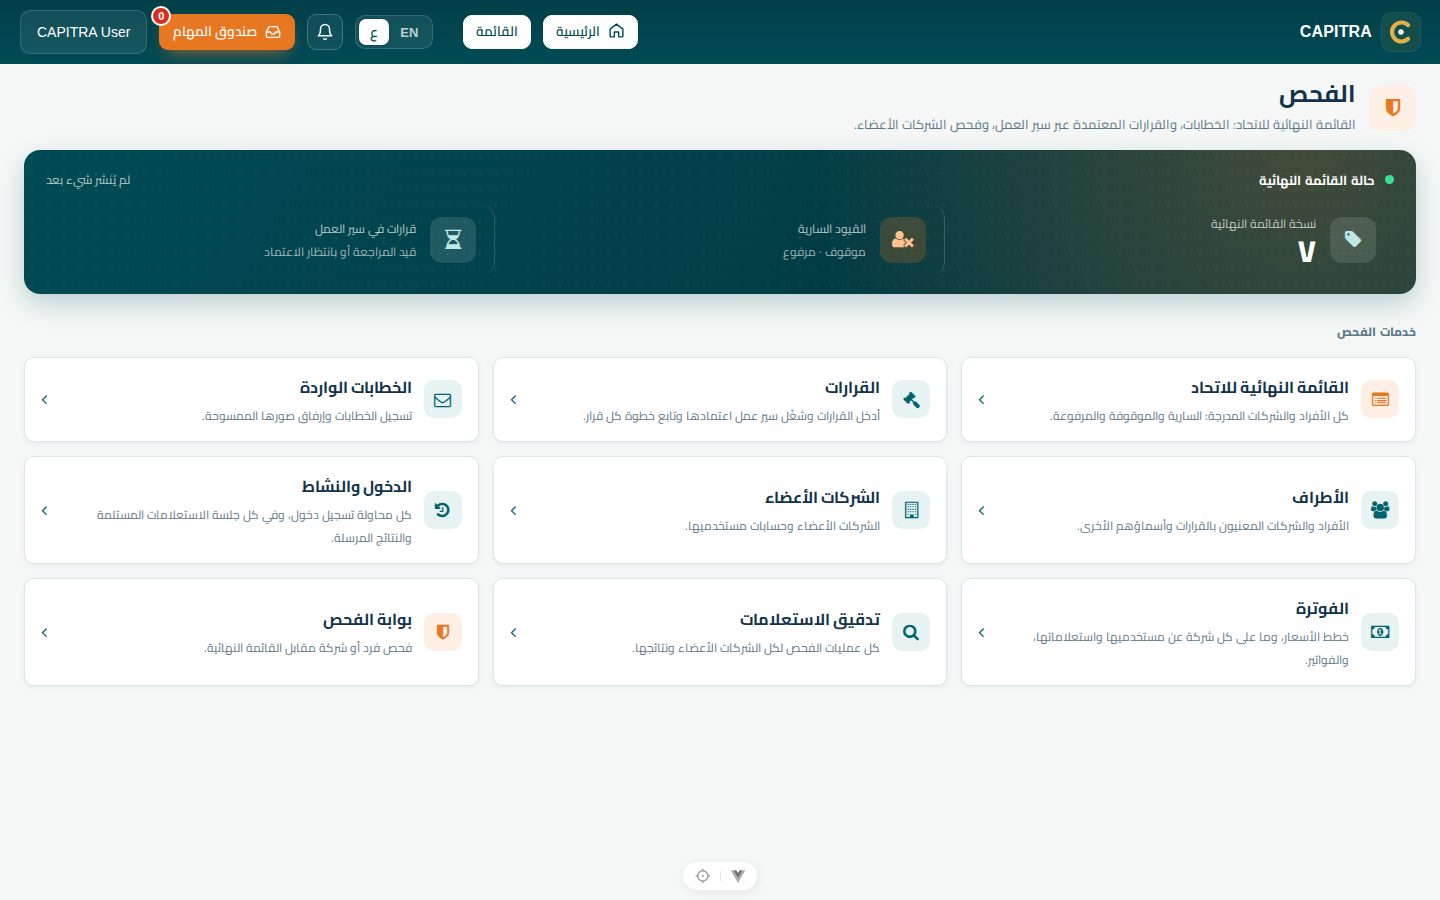 CAPITRA
الرئيسية
القائمة
EN
ع
صندوق المهام
0
CAPITRA User
الفحص
القائمة النهائية للاتحاد: الخطابات، والقرارات المعتمدة عبر سير العمل، وفحص الشركات الأعضاء.
حالة القائمة النهائية
لم يُنشر شيء بعد
نسخة القائمة النهائية
٧
القيود السارية
موقوف · مرفوع
قرارات في سير العمل
قيد المراجعة أو بانتظار الاعتماد
خدمات الفحص
القائمة النهائية للاتحاد
كل الأفراد والشركات المدرجة: السارية والموقوفة والمرفوعة.
القرارات
أدخل القرارات وشغّل سير عمل اعتمادها وتابع خطوة كل قرار.
الخطابات الواردة
تسجيل الخطابات وإرفاق صورها الممسوحة.
الأطراف
الأفراد والشركات المعنيون بالقرارات وأسماؤهم الأخرى.
الشركات الأعضاء
الشركات الأعضاء وحسابات مستخدميها.
الدخول والنشاط
كل محاولة تسجيل دخول، وفي كل جلسة الاستعلامات المستلمة
والنتائج المرسلة.
الفوترة
خطط الأسعار، وما على كل شركة عن مستخدميها واستعلاماتها،
والفواتير.
تدقيق الاستعلامات
كل عمليات الفحص لكل الشركات الأعضاء ونتائجها.
بوابة الفحص
فحص فرد أو شركة مقابل القائمة النهائية.